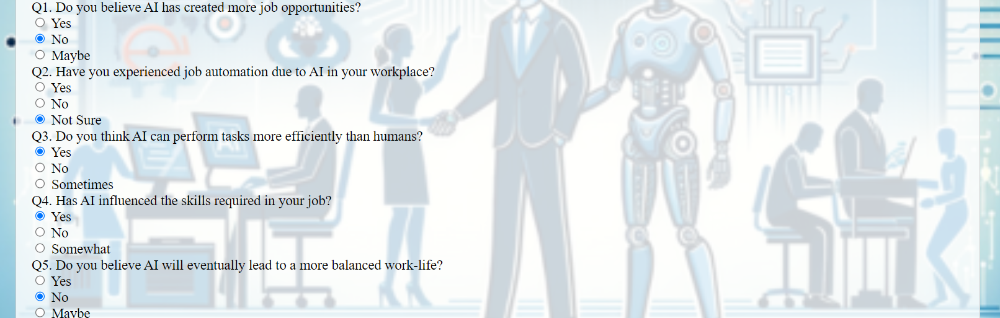 Q1. Do you believe AI has created more job opportunities?
Yes
No
Maybe
Q2. Have you experienced job automation due to AI in your workplace?
Yes
No
Not Sure
Q3. Do you think AI can perform tasks more efficiently than humans?
Yes
No
Sometimes
Q4. Has AI influenced the skills required in your job?
Yes
No
Somewhat
Q5. Do you believe AI will eventually lead to a more balanced work-life?
Yes
No
Maybe
AI